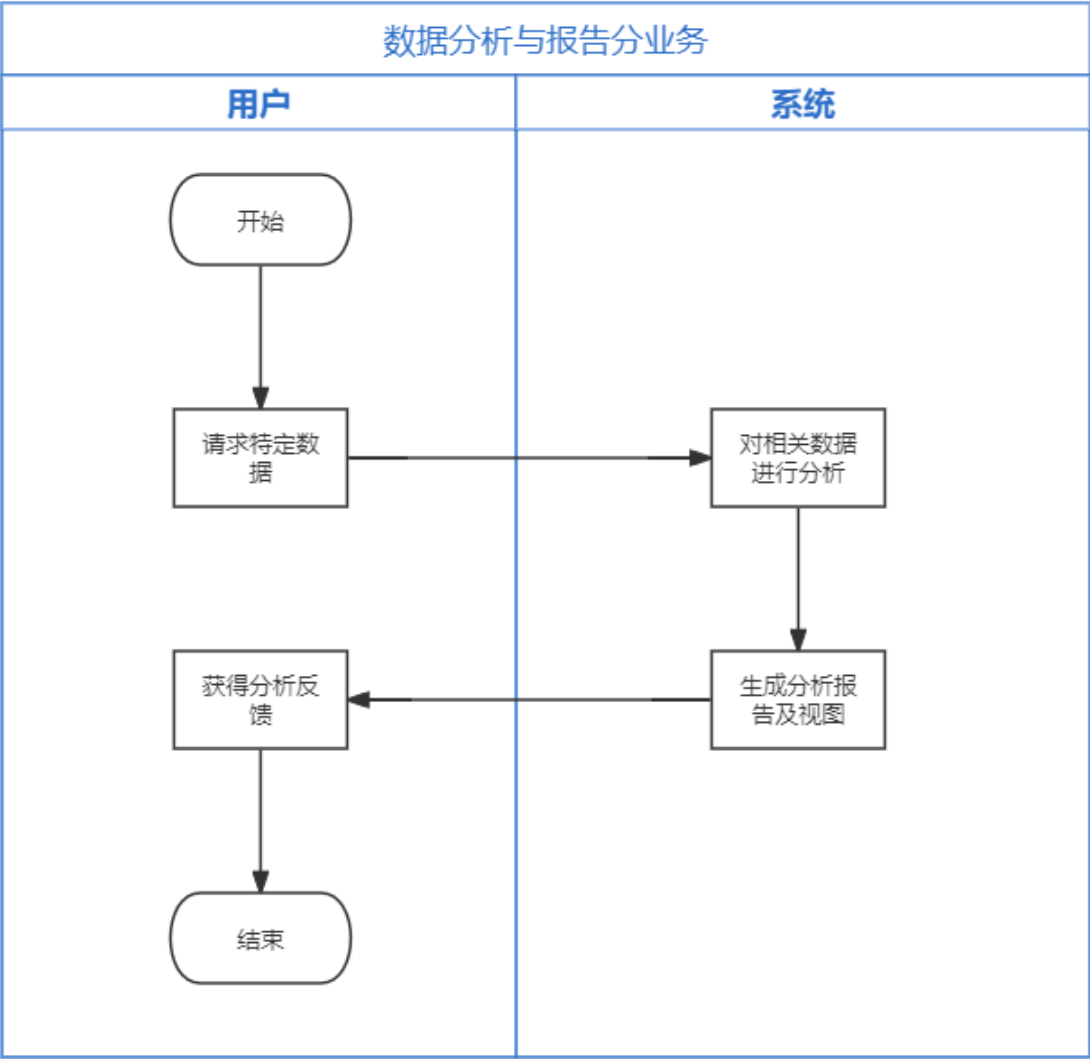 数据分析与报告分业务
用户
系统
开始
请求特定数
据
对相关数据
进行分析
获得分析反
馈
生成分析报
告及视图
结束